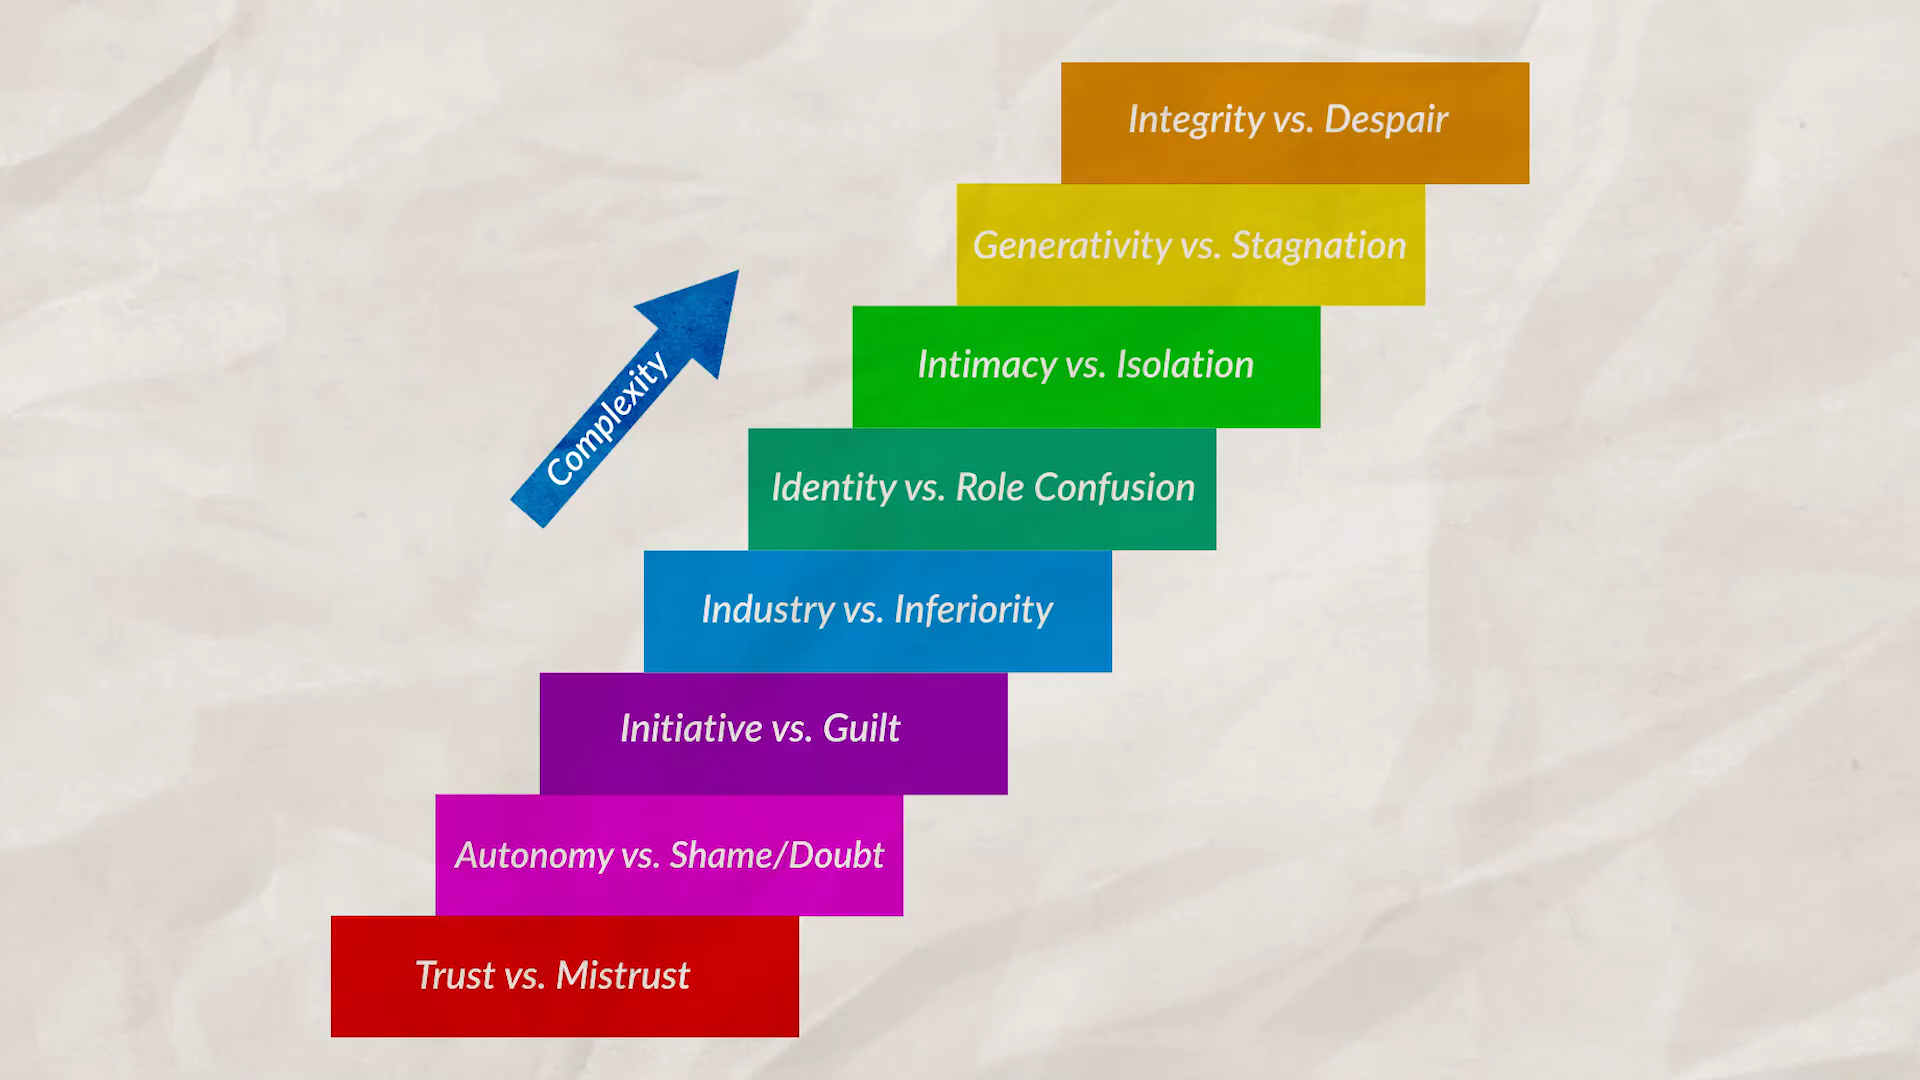 Integrity vs. Despair
Generativity vs. Stagnation
Intimacy vs. Isolation
Complexity
Identity vs. Role Confusion
Industry vs. Inferiority
Initiative vs. Guilt
Autonomy vs. Shame/Doubt
Trust vs. Mistrust